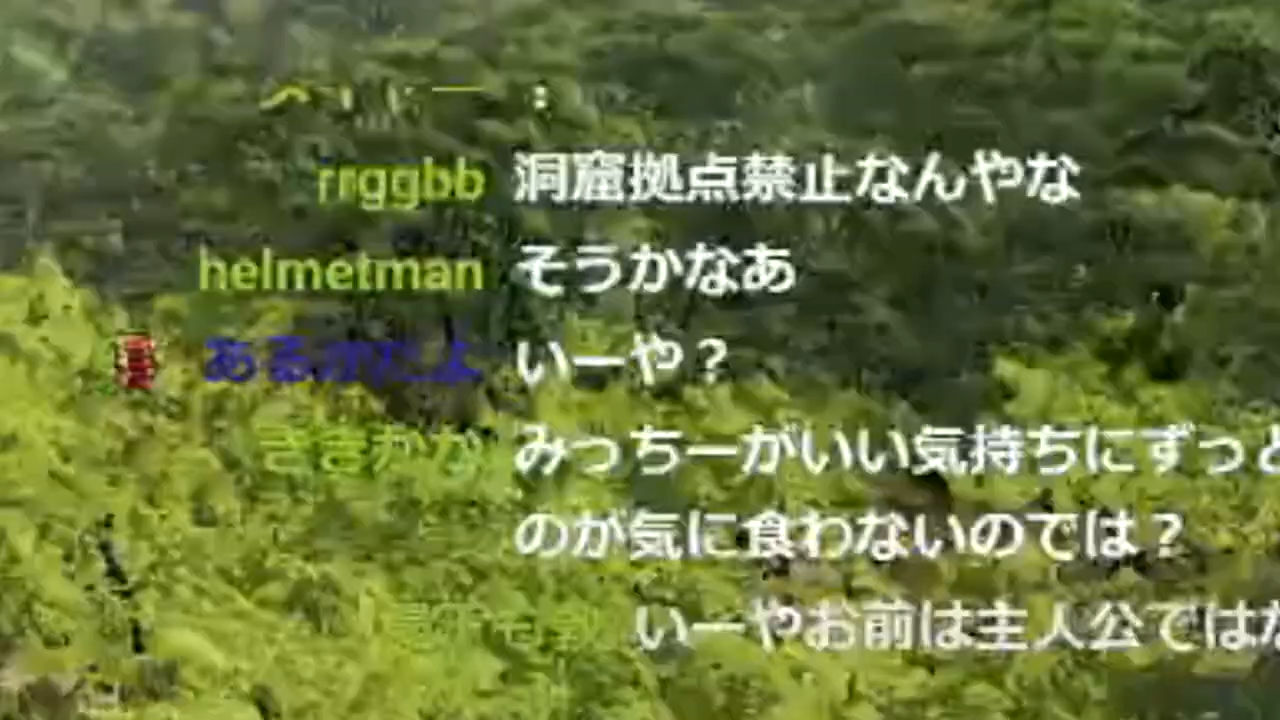 rrggbb 洞窟拠点禁止なんやな
helmetman そうかなあ
いーや？
みっちーがいい気持ちにずっと
のが気に食わないのでは？
いーやお前は主人公では